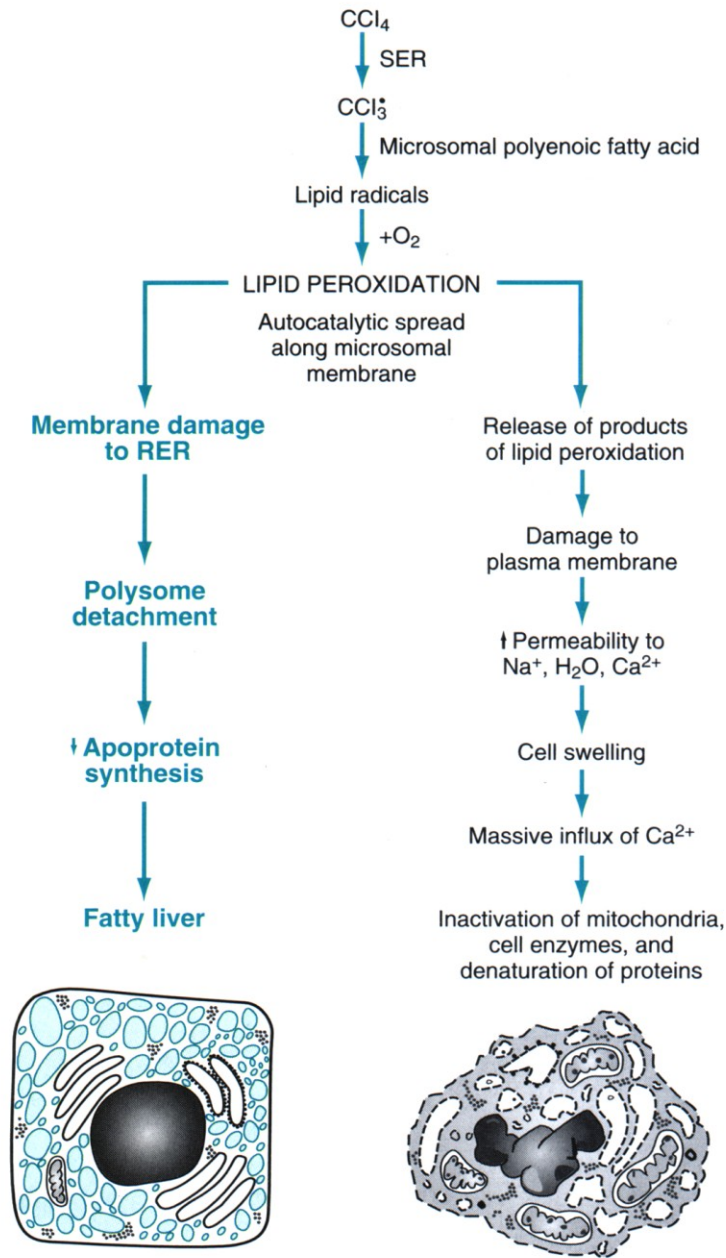 CCl₄
SER
CCl₃•
Microsomal polyenoic fatty acid
Lipid radicals
+O₂
LIPID PEROXIDATION
Autocatalytic spread
along microsomal
membrane
Membrane damage
to RER
Polysome
detachment
↓ Apoprotein
synthesis
Fatty liver
Release of products
of lipid peroxidation
Damage to
plasma membrane
↑ Permeability to
Na⁺, H₂O, Ca²⁺
Cell swelling
Massive influx of Ca²⁺
Inactivation of mitochondria,
cell enzymes, and
denaturation of proteins